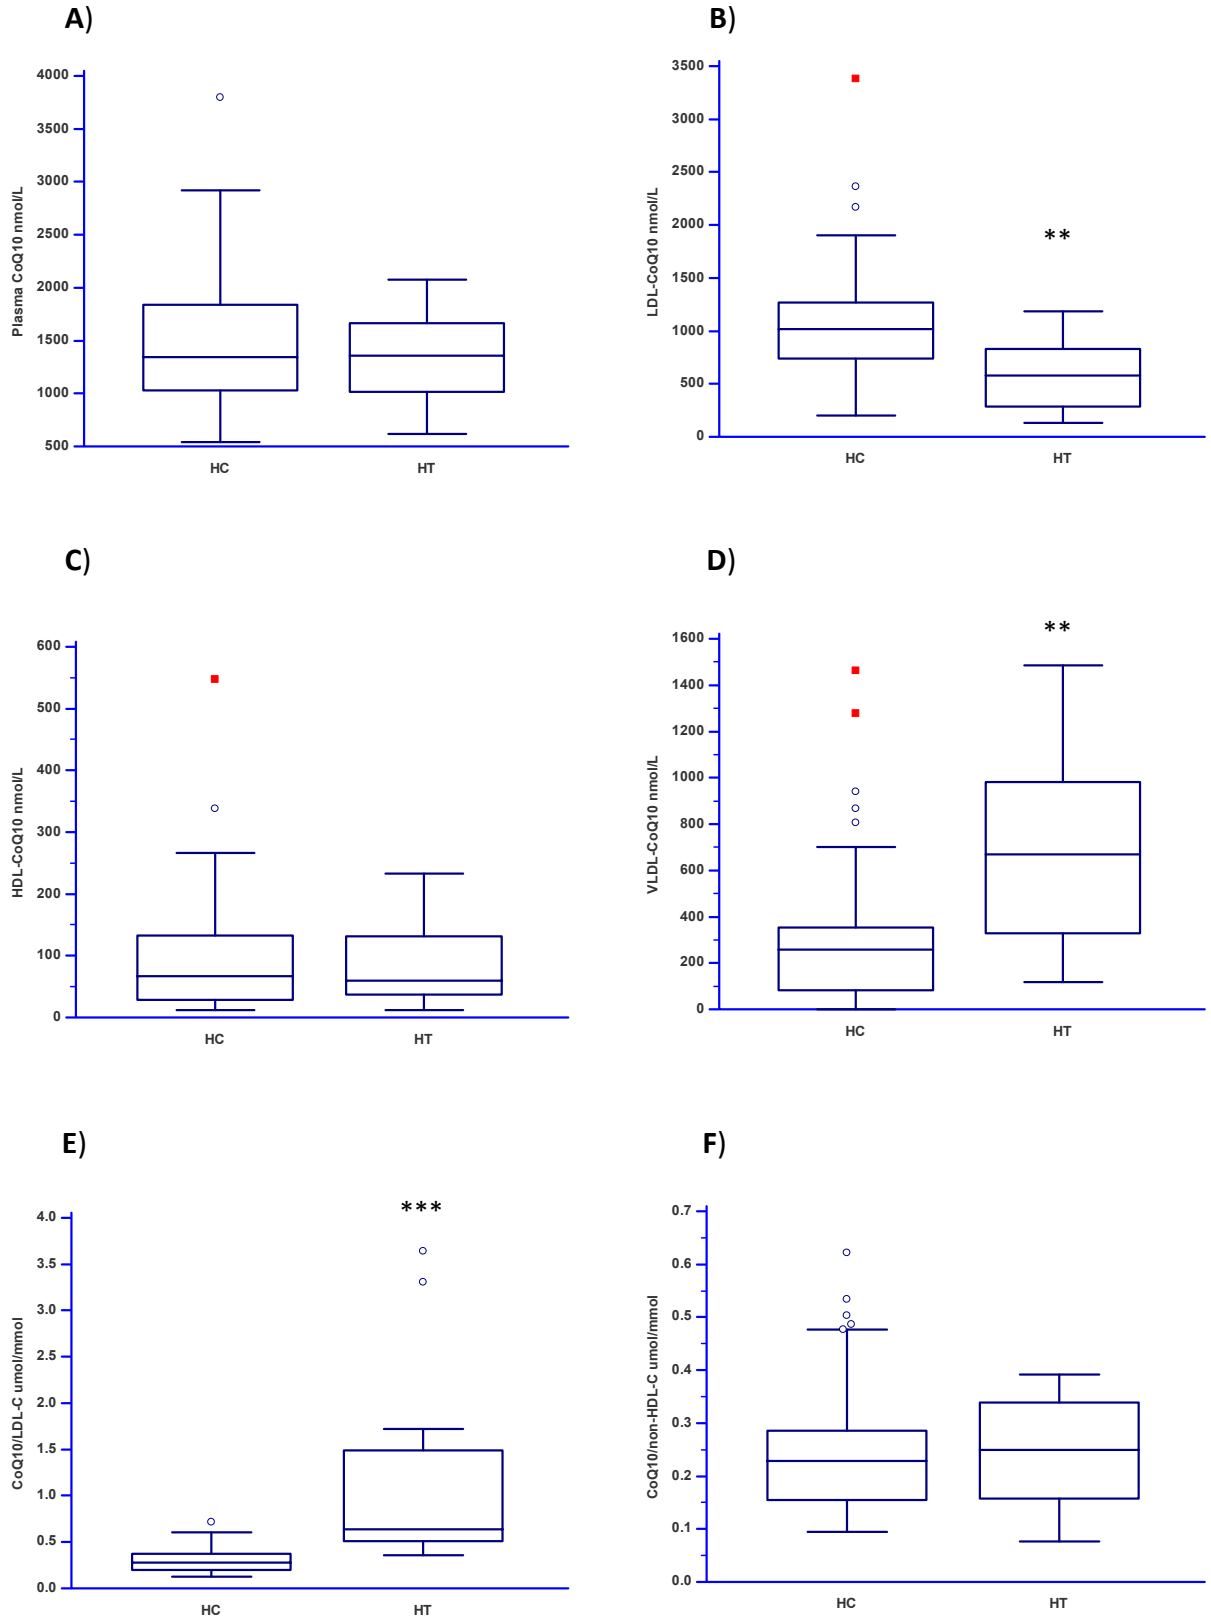 A)
4000
3500
3000
2500
2000
1500
1000
500
Plasma CoQ10 nmol/L
HC HT
B)
3500
3000
2500
2000
1500
1000
500
0
LDL-CoQ10 nmol/L
**
HC HT
C)
600
500
400
300
200
100
0
HDL-CoQ10 nmol/L
HC HT
D)
1600
1400
1200
1000
800
600
400
200
0
VLDL-CoQ10 nmol/L
**
HC HT
E)
4.0
3.5
3.0
2.5
2.0
1.5
1.0
0.5
0.0
CoQ10/LDL-C umol/mmol
***
HC HT
F)
0.7
0.6
0.5
0.4
0.3
0.2
0.1
0.0
CoQ10/non-HDL-C umol/mmol
HC HT